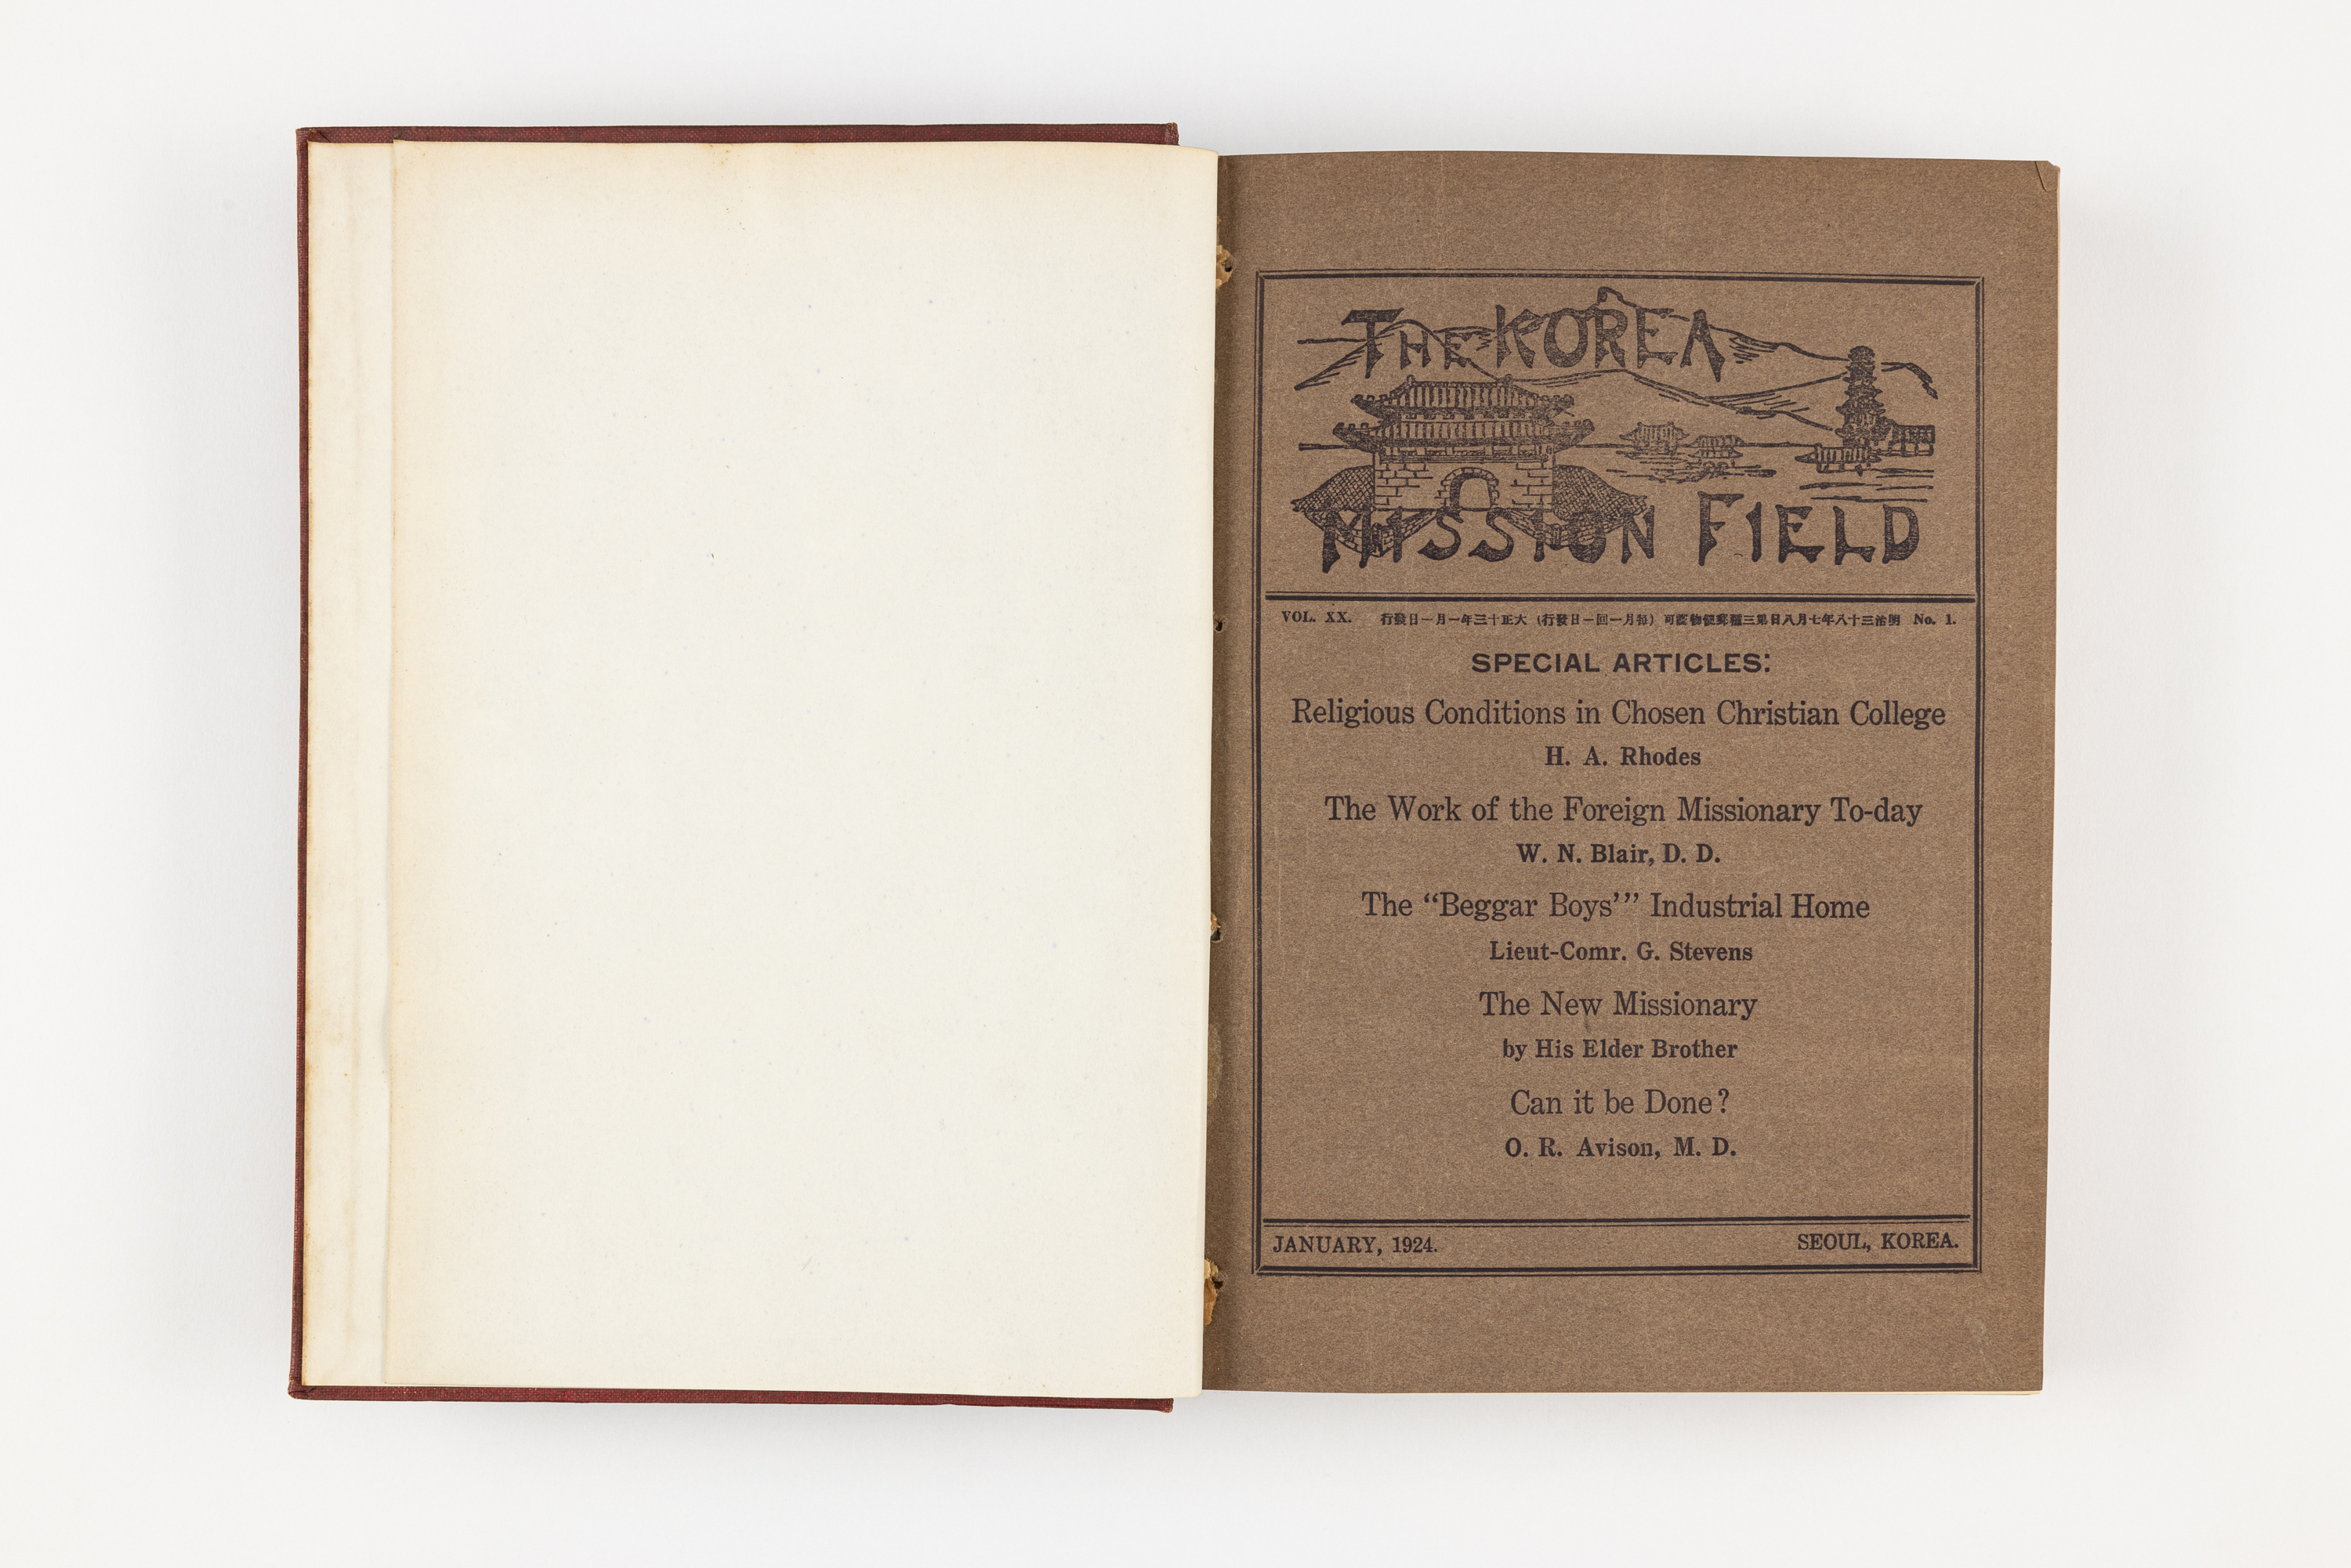 THE KOREA
MISSION FIELD
VOL. XX. 明治三十八年七月八日第三種郵便物認可 (每月一回一日發行) 大正十三年一月一日發行 No. 1.
SPECIAL ARTICLES:
Religious Conditions in Chosen Christian College
H. A. Rhodes
The Work of the Foreign Missionary To-day
W. N. Blair, D. D.
The “Beggar Boys’” Industrial Home
Lieut-Comr. G. Stevens
The New Missionary
by His Elder Brother
Can it be Done?
O. R. Avison, M. D.
JANUARY, 1924. SEOUL, KOREA.